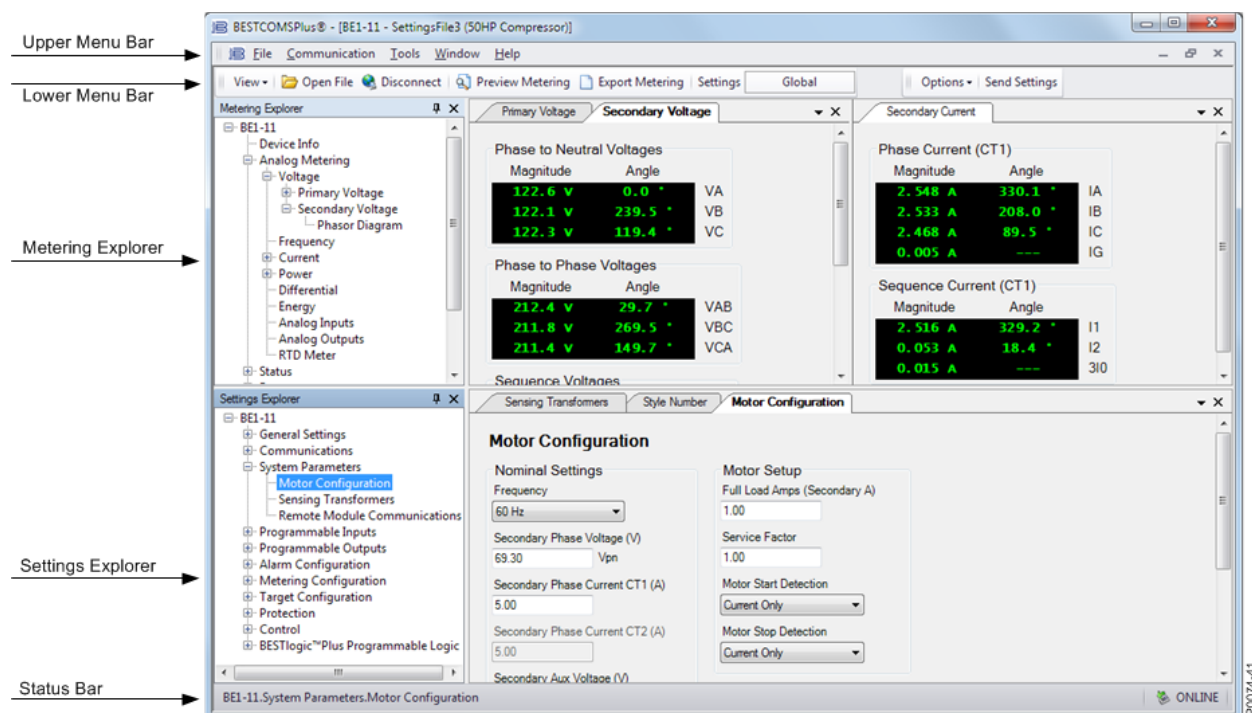 Upper Menu Bar
Lower Menu Bar
Metering Explorer
Settings Explorer
Status Bar
BESTCOMSPlus® - [BE1-11 - SettingsFile3 (50HP Compressor)]
File Communication Tools Window Help
View Open File Disconnect Preview Metering Export Metering Settings Global Options Send Settings
Metering Explorer
BE1-11
Device Info
Analog Metering
Voltage
Primary Voltage
Secondary Voltage
Phasor Diagram
Frequency
Current
Power
Differential
Energy
Analog Inputs
Analog Outputs
RTD Meter
Status
Primary Voltage Secondary Voltage
Phase to Neutral Voltages
Magnitude Angle
122.6 V 0.0 ° VA
122.1 V 239.5 ° VB
122.3 V 119.4 ° VC
Phase to Phase Voltages
Magnitude Angle
212.4 V 29.7 ° VAB
211.8 V 269.5 ° VBC
211.4 V 149.7 ° VCA
Sequence Voltages
Secondary Current
Phase Current (CT1)
Magnitude Angle
2.548 A 330.1 ° IA
2.533 A 208.0 ° IB
2.468 A 89.5 ° IC
0.005 A --- IG
Sequence Current (CT1)
Magnitude Angle
2.516 A 329.2 ° I1
0.053 A 18.4 ° I2
0.015 A --- 3I0
Settings Explorer
BE1-11
General Settings
Communications
System Parameters
Motor Configuration
Sensing Transformers
Remote Module Communications
Programmable Inputs
Programmable Outputs
Alarm Configuration
Metering Configuration
Target Configuration
Protection
Control
BESTlogic™Plus Programmable Logic
Sensing Transformers Style Number Motor Configuration
Motor Configuration
Nominal Settings
Frequency
60 Hz
Secondary Phase Voltage (V)
69.30 Vpn
Secondary Phase Current CT1 (A)
5.00
Secondary Phase Current CT2 (A)
5.00
Secondary Aux Voltage (V)
Motor Setup
Full Load Amps (Secondary A)
1.00
Service Factor
1.00
Motor Start Detection
Current Only
Motor Stop Detection
Current Only
BE1-11.System Parameters.Motor Configuration
ONLINE